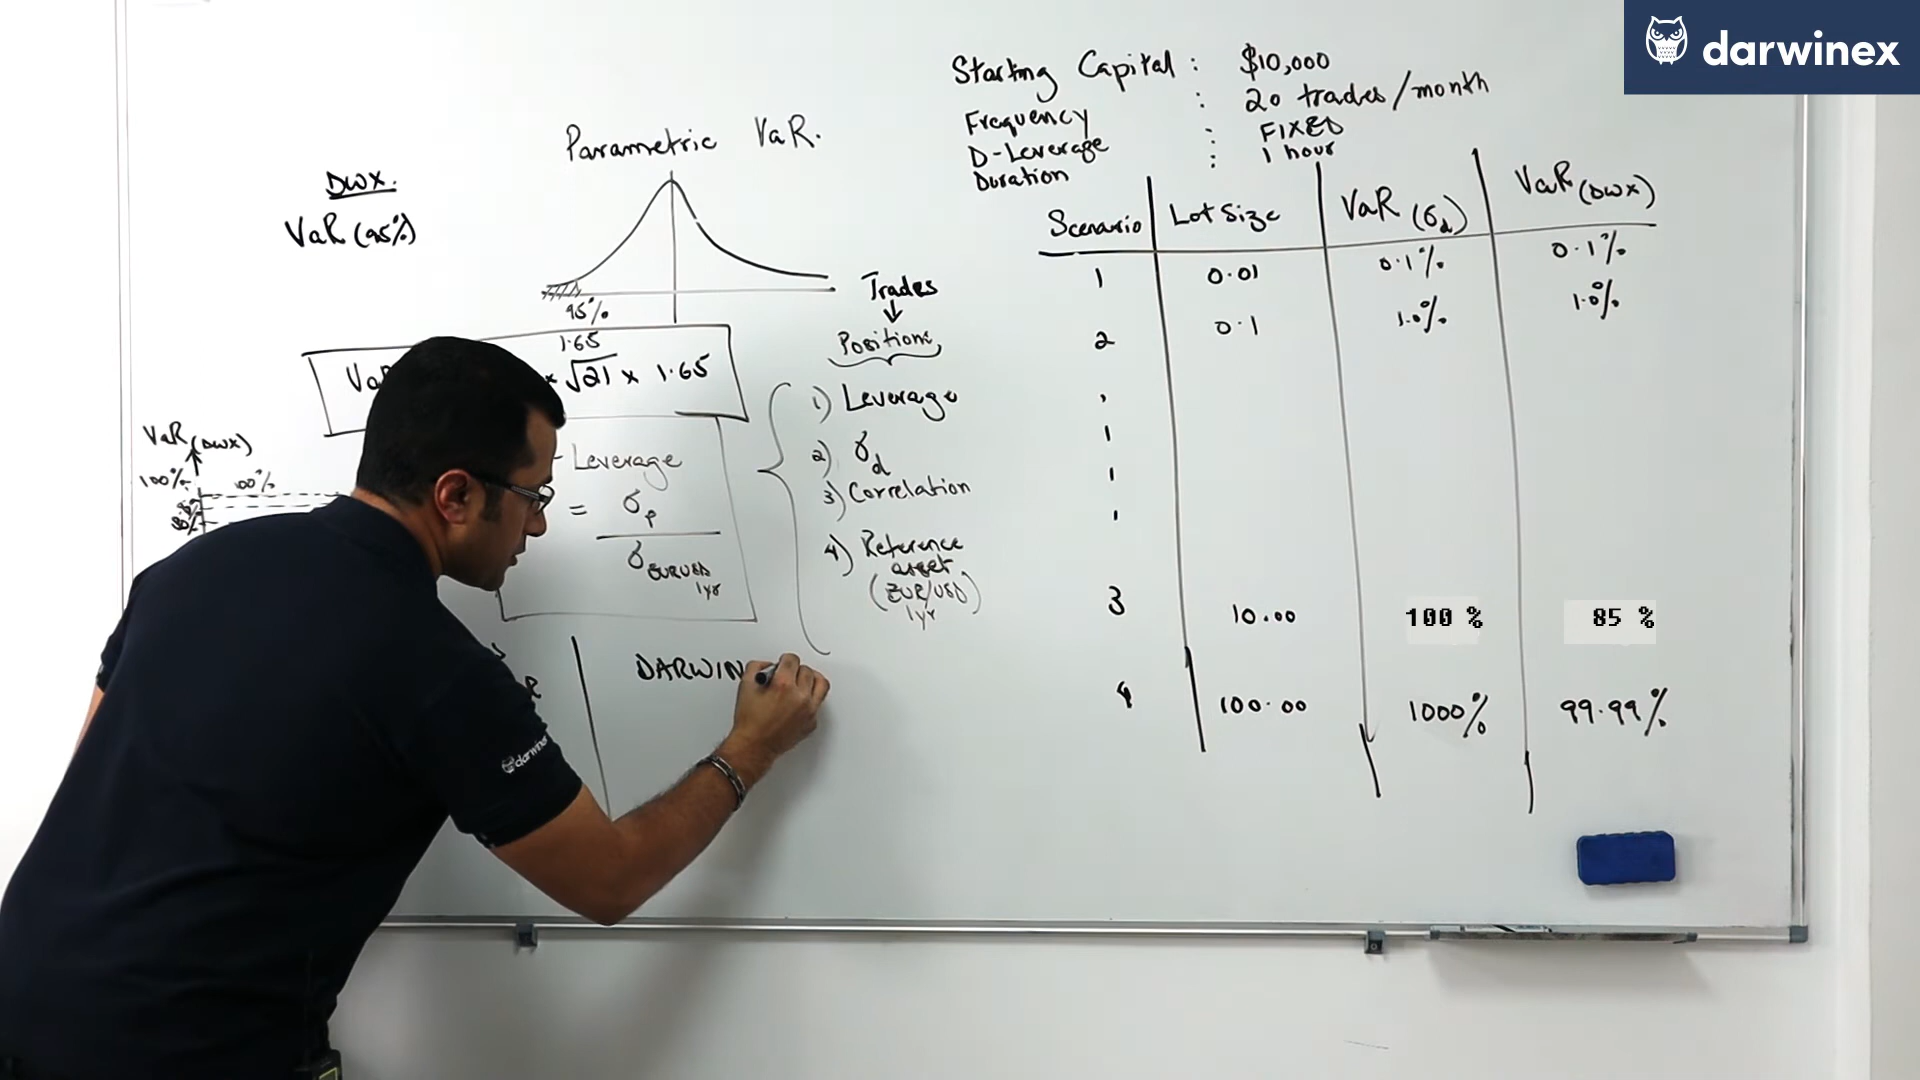 darwinex
Starting Capital : $10,000
Frequency : 20 trades/month
D-Leverage : FIXED
Duration : 1 hour
Parametric VaR.
DWX.
VaR (95%)
95%
1.65
x √21 x 1.65
Leverage
= σp
σEURUSD
1yr
VaR(DWX)
100%
100%
Trades
Positions
1) Leverage
2) σd
3) Correlation
4) Reference
asset
(EUR/USD)
1yr
DARWIN
Scenario Lot Size VaR (σd) VaR(DWX)
1 0.01 0.1% 0.1%
2 0.1 1.0% 1.0%
3 10.00 100 % 85 %
4 100.00 1000% 99.99%
darwinex